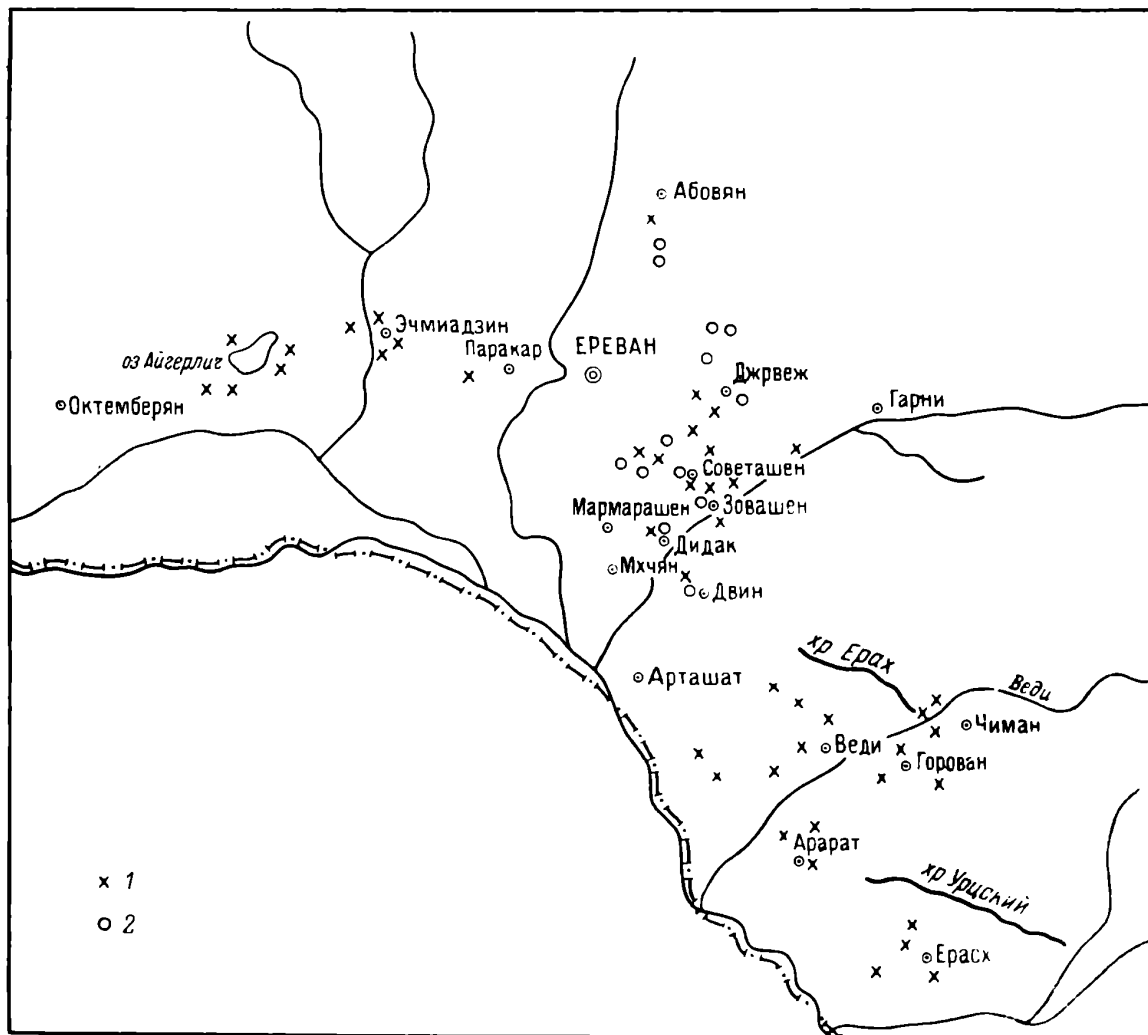 Абовян
Эчмиадзин
Паракар
ЕРЕВАН
оз Айгерлич
Джрвеж
Октемберян
Гарни
Советашен
Мармарашен
Зовашен
Дидак
Мхчян
Двин
хр Ерах
Арташат
Веди
Чиман
Веди
Горован
Арарат
хр Урцский
1
2
Ерасх